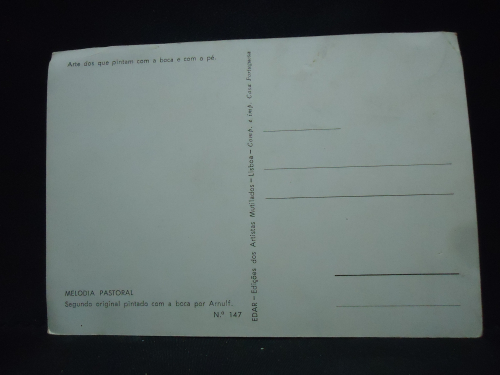 Arte dos que pintam com a boca e com o pé.
MELODIA PASTORAL
Segundo original pintado com a boca por Arnulf.
N.º 147
EDAR — Edições dos Artistas Mutilados — Lisboa — Comp. e imp. Casa Portuguesa